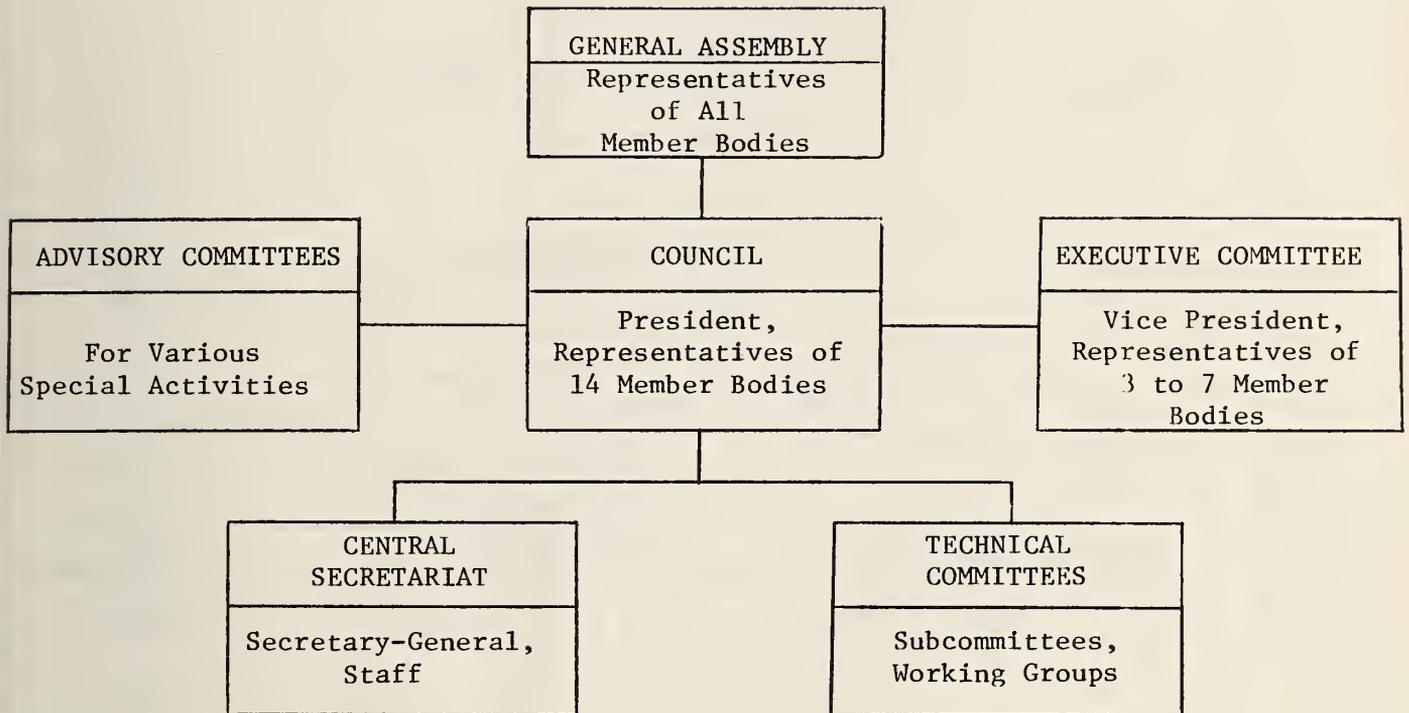 GENERAL ASSEMBLY
Representatives
of All
Member Bodies
ADVISORY COMMITTEES
For Various
Special Activities
COUNCIL
President,
Representatives of
14 Member Bodies
EXECUTIVE COMMITTEE
Vice President,
Representatives of
3 to 7 Member
Bodies
CENTRAL
SECRETARIAT
Secretary-General,
Staff
TECHNICAL
COMMITTEES
Subcommittees,
Working Groups